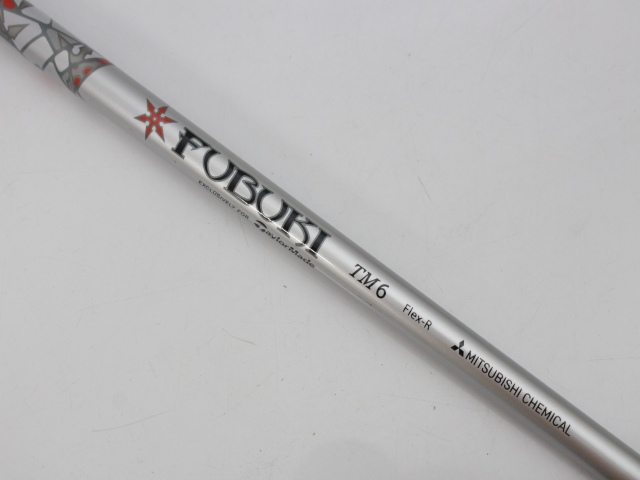 FUBUKI
EXCLUSIVELY FOR TaylorMade
TM6 Flex-R
MITSUBISHI CHEMICAL